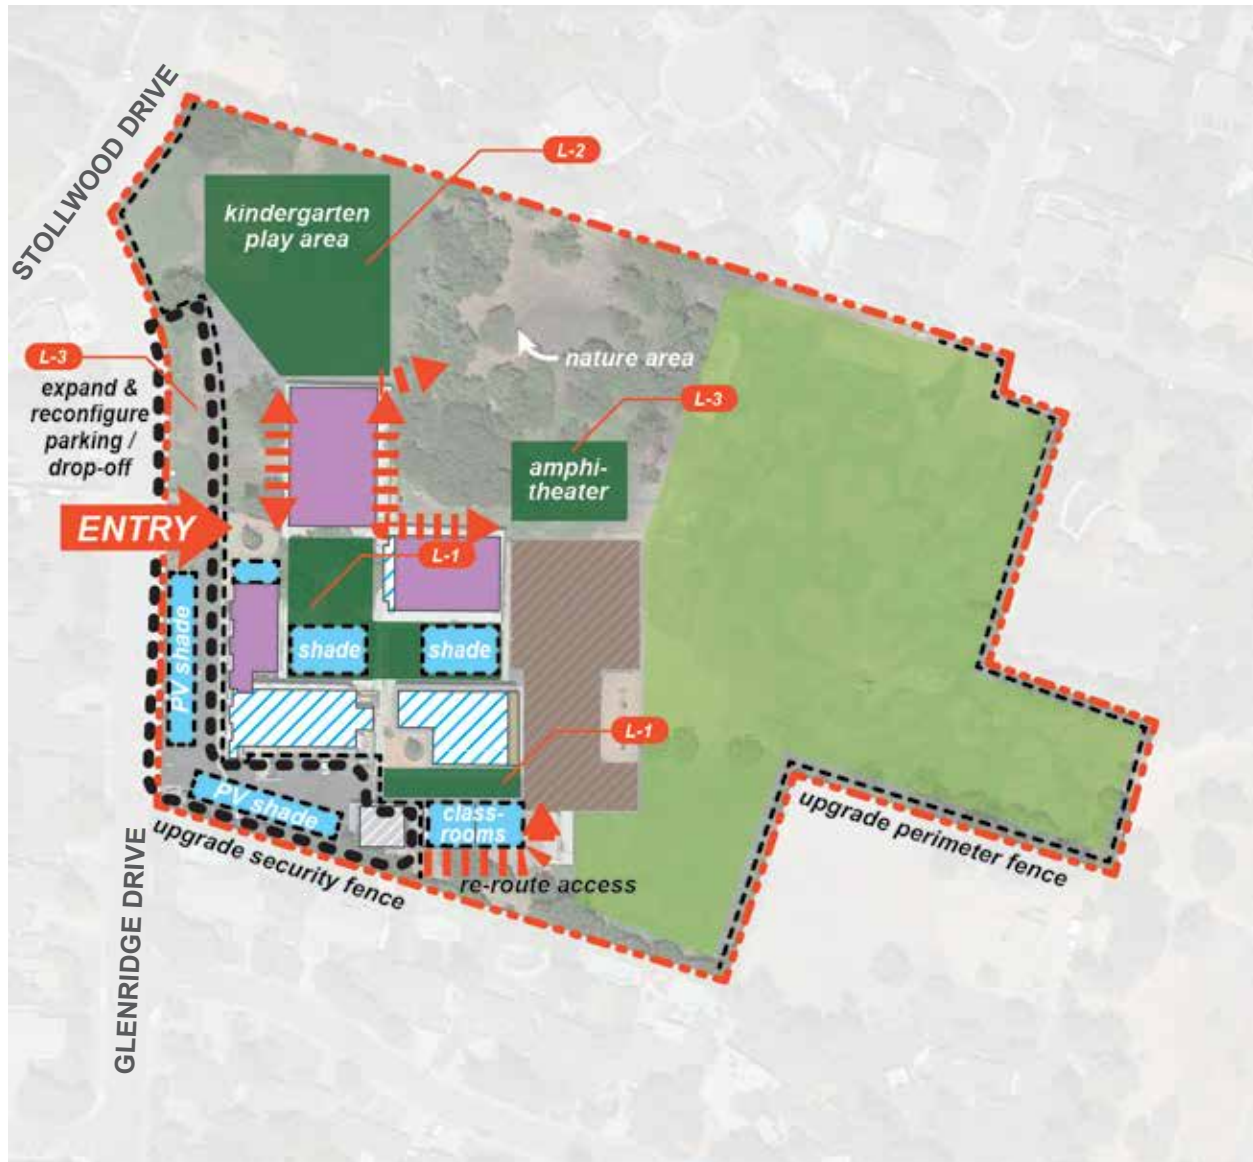 STOLLWOOD DRIVE
L-2
kindergarten
play area
L-3
expand &
reconfigure
parking /
drop-off
nature area
L-3
amphi-
theater
ENTRY
L-1
PV shade
shade
shade
L-1
PV shade
class-
rooms
upgrade security fence
re-route access
upgrade perimeter fence
GLENRIDGE DRIVE